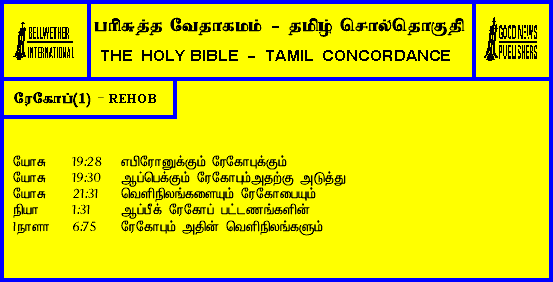 BELLWETHER INTERNATIONAL
பரிசுத்த வேதாகமம் - தமிழ் சொல்தொகுதி
THE HOLY BIBLE - TAMIL CONCORDANCE
GOOD NEWS PUBLISHERS
ரேகோப்(1) - REHOB
யோசு 19:28 எபிரோனுக்கும் ரேகோபுக்கும்
யோசு 19:30 ஆப்பெக்கும் ரேகோபும்அதற்கு அடுத்து
யோசு 21:31 வெளிநிலங்களையும் ரேகோபையும்
நியா 1:31 ஆப்பீக் ரேகோப் பட்டணங்களின்
1நாளா 6:75 ரேகோபும் அதின் வெளிநிலங்களும்